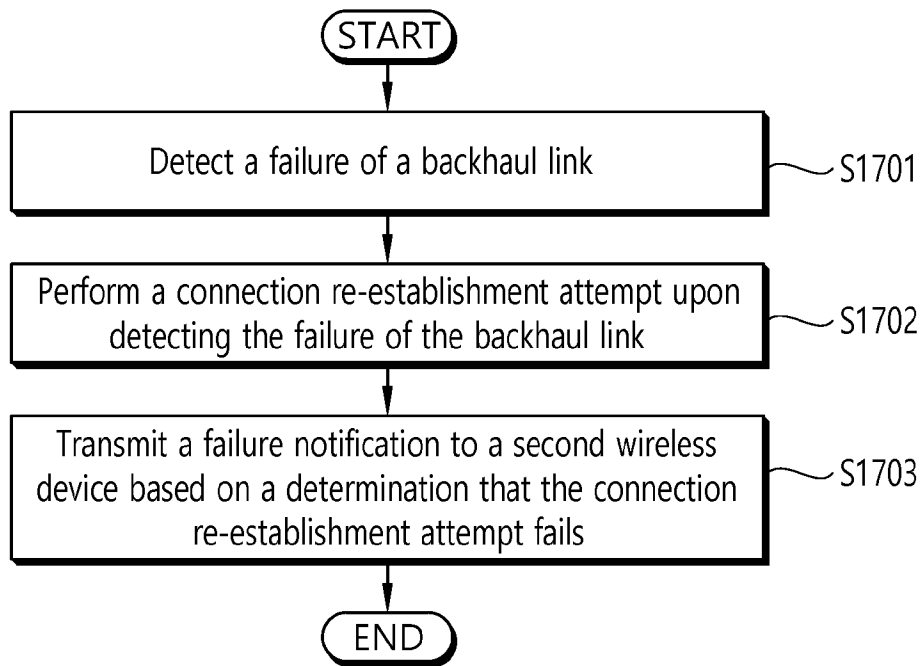 START
Detect a failure of a backhaul link
S1701
Perform a connection re-establishment attempt upon
detecting the failure of the backhaul link
S1702
Transmit a failure notification to a second wireless
device based on a determination that the connection
re-establishment attempt fails
S1703
END